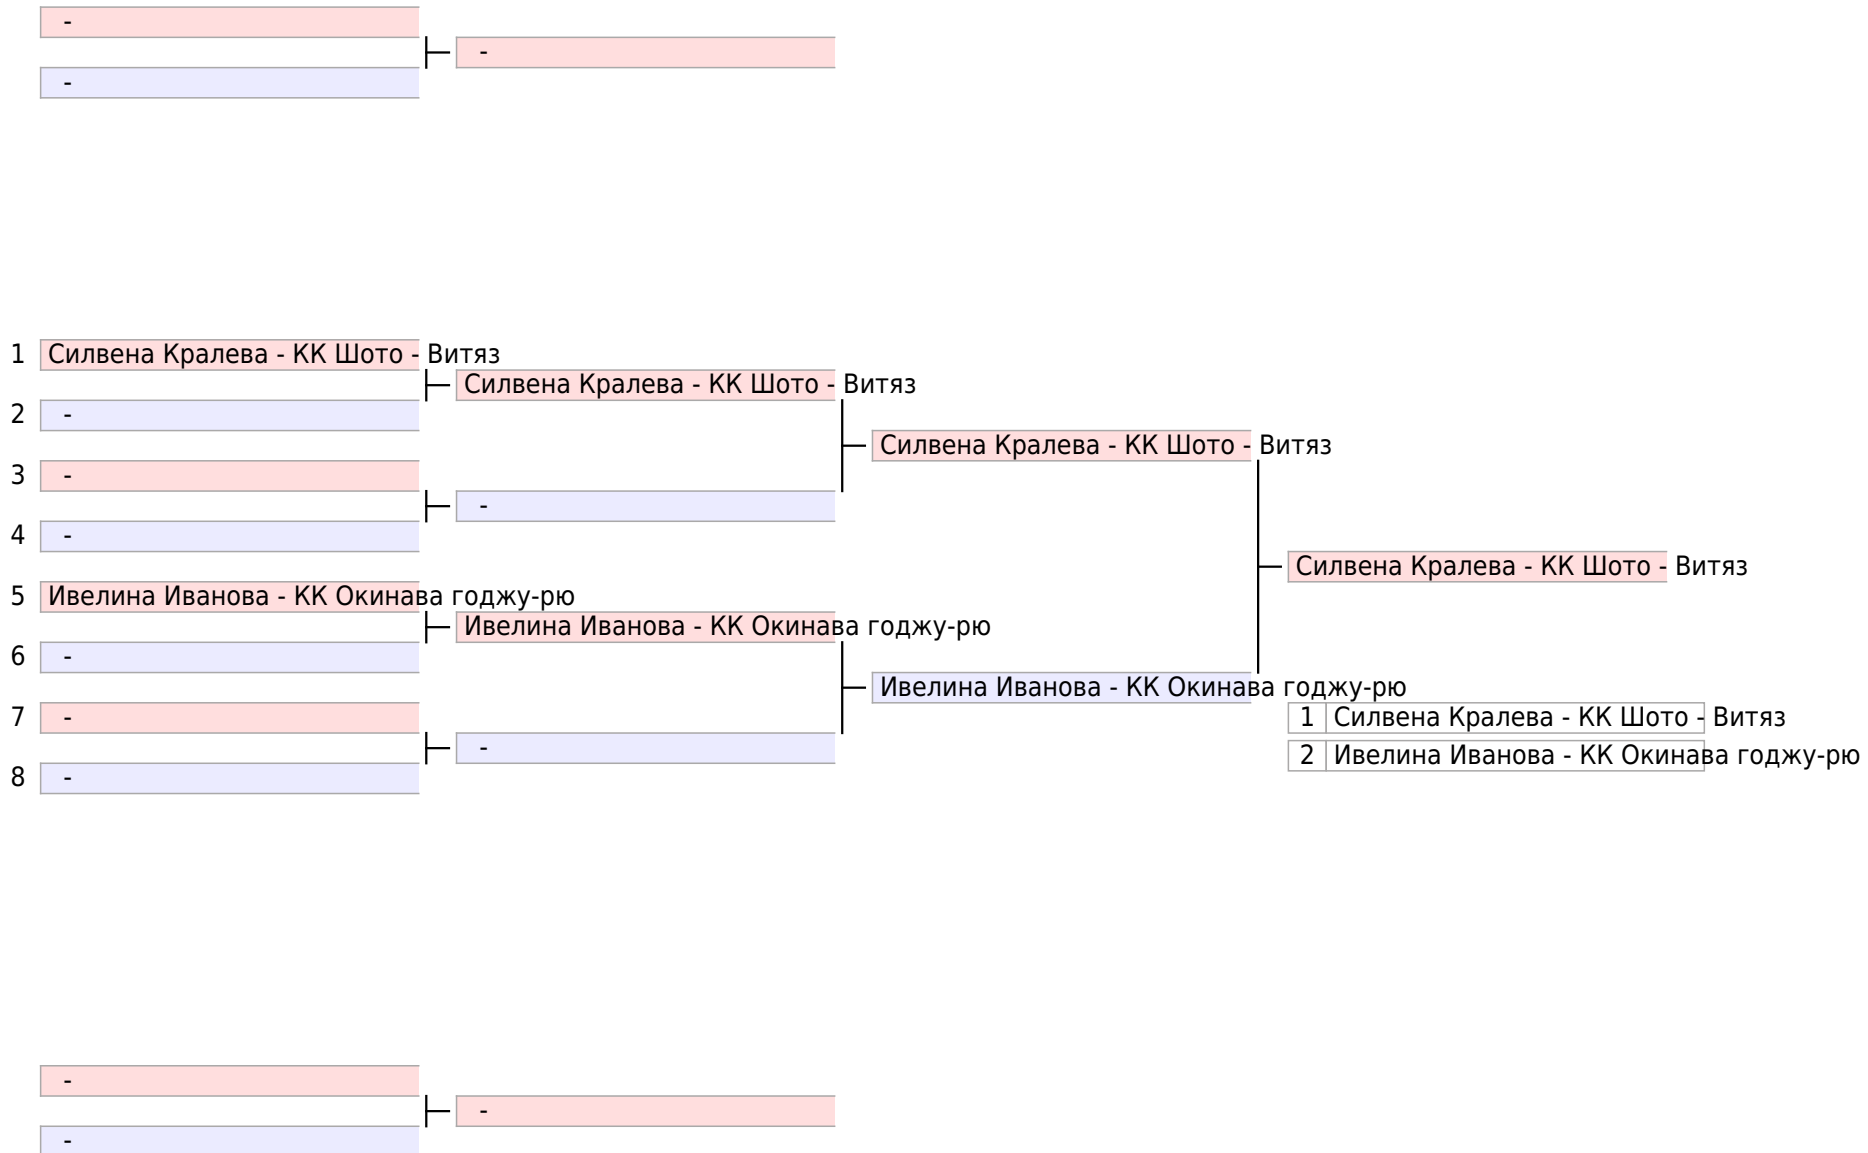 -
-
-
1 Силвена Кралева - КК Шото - Витяз
Силвена Кралева - КК Шото - Витяз
2 -
Силвена Кралева - КК Шото - Витяз
3 -
-
4 -
Силвена Кралева - КК Шото - Витяз
5 Ивелина Иванова - КК Окинава годжу-рю
Ивелина Иванова - КК Окинава годжу-рю
6 -
Ивелина Иванова - КК Окинава годжу-рю
7 -
1 Силвена Кралева - КК Шото - Витяз
-
2 Ивелина Иванова - КК Окинава годжу-рю
8 -
-
-
-